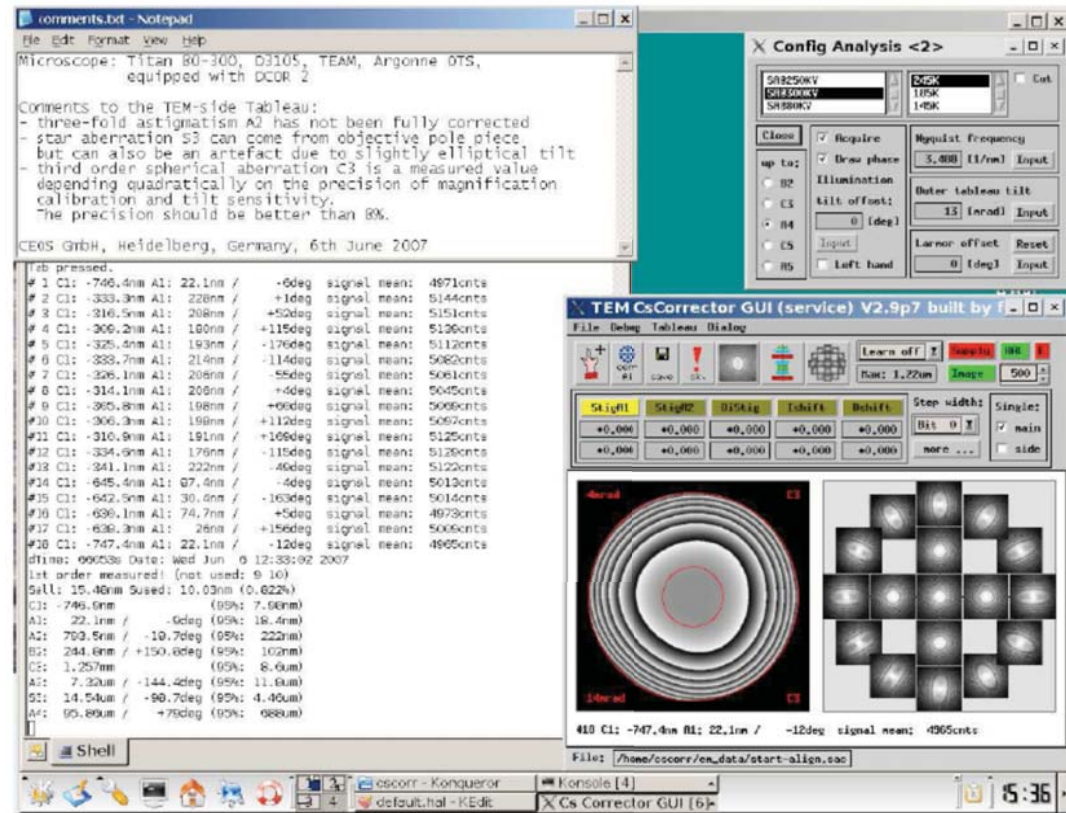 comments.txt - Notepad
File Edit Format View Help
Microscope: Titan 80-300, D3105, TEAM, Argonne OTS,
equipped with DCOR 2
Comments to the TEM-side Tableau:
- three-fold astigmatism A2 has not been fully corrected
- star aberration S3 can come from objective pole piece
but can also be an artefact due to slightly elliptical tilt
- third order spherical aberration C3 is a measured value
depending quadratically on the precision of magnification
calibration and tilt sensitivity.
The precision should be better than 8%.
CEOS GmbH, Heidelberg, Germany, 6th June 2007
Tab pressed.
# 1 C1: -746.4nm A1: 22.1nm / -6deg signal mean: 4971cnts
# 2 C1: -333.3nm A1: 228nm / +1deg signal mean: 5144cnts
# 3 C1: -316.5nm A1: 208nm / +52deg signal mean: 5151cnts
# 4 C1: -309.2nm A1: 180nm / +115deg signal mean: 5139cnts
# 5 C1: -325.4nm A1: 193nm / -176deg signal mean: 5112cnts
# 6 C1: -333.7nm A1: 214nm / -114deg signal mean: 5082cnts
# 7 C1: -326.1nm A1: 206nm / -55deg signal mean: 5061cnts
# 8 C1: -314.1nm A1: 206nm / +4deg signal mean: 5045cnts
# 9 C1: -305.8nm A1: 198nm / +60deg signal mean: 5069cnts
#10 C1: -306.3nm A1: 190nm / +112deg signal mean: 5097cnts
#11 C1: -310.9nm A1: 191nm / +169deg signal mean: 5125cnts
#12 C1: -334.6nm A1: 176nm / -115deg signal mean: 5129cnts
#13 C1: -341.1nm A1: 222nm / -49deg signal mean: 5122cnts
#14 C1: -645.4nm A1: 87.4nm / -4deg signal mean: 5013cnts
#15 C1: -642.5nm A1: 30.4nm / -163deg signal mean: 5014cnts
#16 C1: -639.1nm A1: 74.7nm / +5deg signal mean: 4973cnts
#17 C1: -638.3nm A1: 26nm / +156deg signal mean: 5009cnts
#18 C1: -747.4nm A1: 22.1nm / -12deg signal mean: 4965cnts
dTime: 66053s Date: Wed Jun 6 12:33:02 2007
1st order measured! (not used: 9 10)
Sall: 15.48nm Sused: 10.03nm (0.822%)
C1: -746.9nm (95%: 7.98nm)
A1: 22.1nm / -9deg (95%: 18.4nm)
A2: 793.5nm / -10.7deg (95%: 222nm)
B2: 244.8nm / +150.8deg (95%: 102nm)
C3: 1.257mm (95%: 8.6um)
A3: 7.32um / -144.4deg (95%: 11.8um)
S3: 14.54um / -98.7deg (95%: 4.46um)
A4: 95.86um / +79deg (95%: 688um)
Shell
Config Analysis <2>
SAB250KV
SAB300KV
SAB80KV
245K
185K
145K
Cut
Close
Acquire
Nyquist frequency
up to:
Draw phase
3.488 [1/nm] Input
B2
Illumination
C3
tilt offset:
Outer tableau tilt
A4
0 [deg]
13 [mrad] Input
C5
Input
Larmor offset Reset
A5
Left hand
0 [deg] Input
TEM CsCorrector GUI (service) V2.9p7 built by f
File Debug Tableau Dialog
corr A1
save
Learn off
Supply
Max: 1.22um
Image
500
StigA1 StigA2 DiStig Ishift Bshift
Step width:
Single:
+0,000 +0,000 +0,000 +0,000 +0,000
Bit 0
main
+0,000 +0,000 +0,000 +0,000 +0,000
more ...
side
4mrad
C3
14mrad
C3
#18 C1: -747.4nm A1: 22.1nm / -12deg signal mean: 4965cnts
File: /home/cscorr/em_data/start-align.sac
2
3 4
cscorr - Konqueror
Konsole [4]
default.hal - KEdit
Cs Corrector GUI [6]
15:36